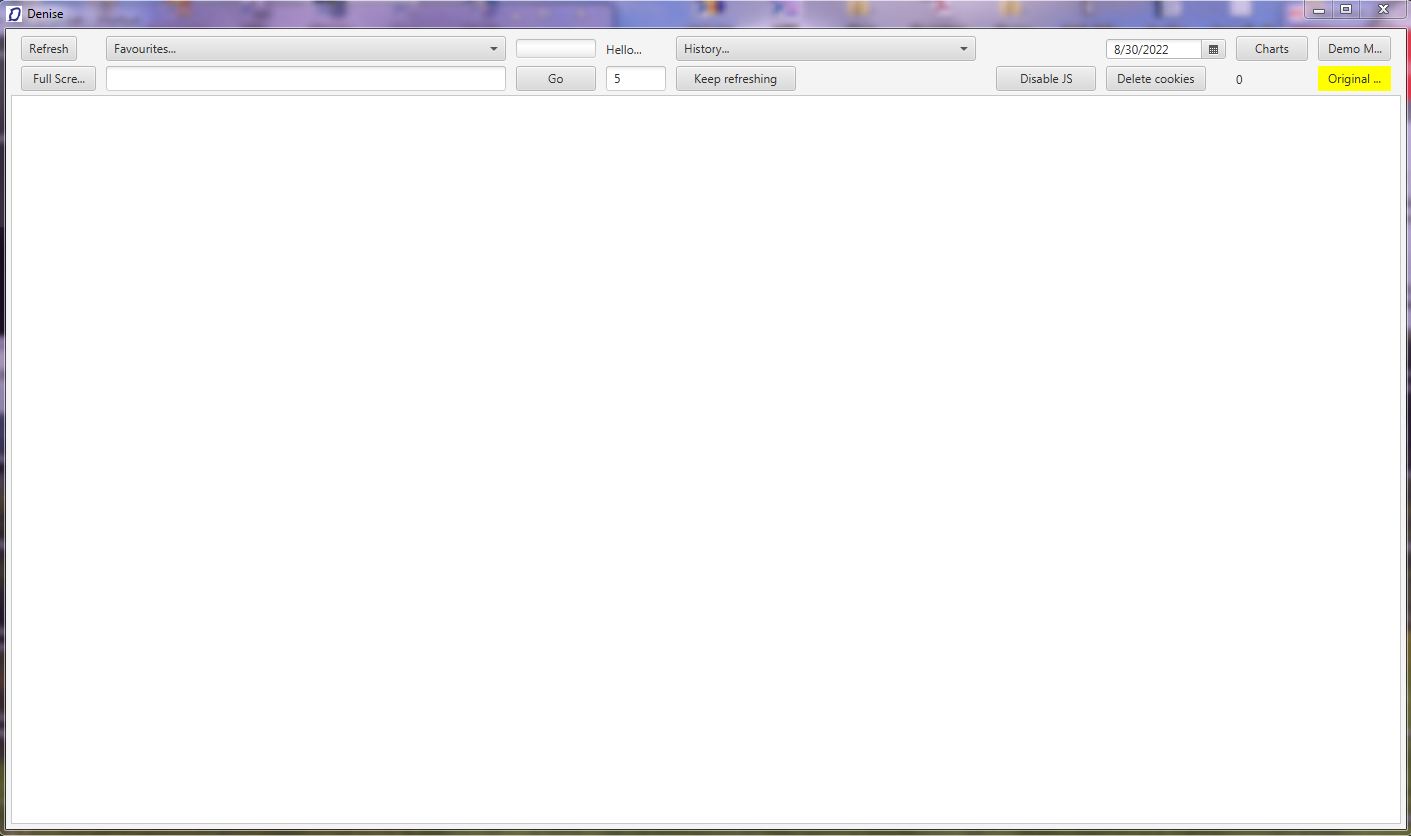 Denise
Refresh Favourites... Hello... History... 8/30/2022 Charts Demo M...
Full Scre... Go 5 Keep refreshing Disable JS Delete cookies 0 Original ...